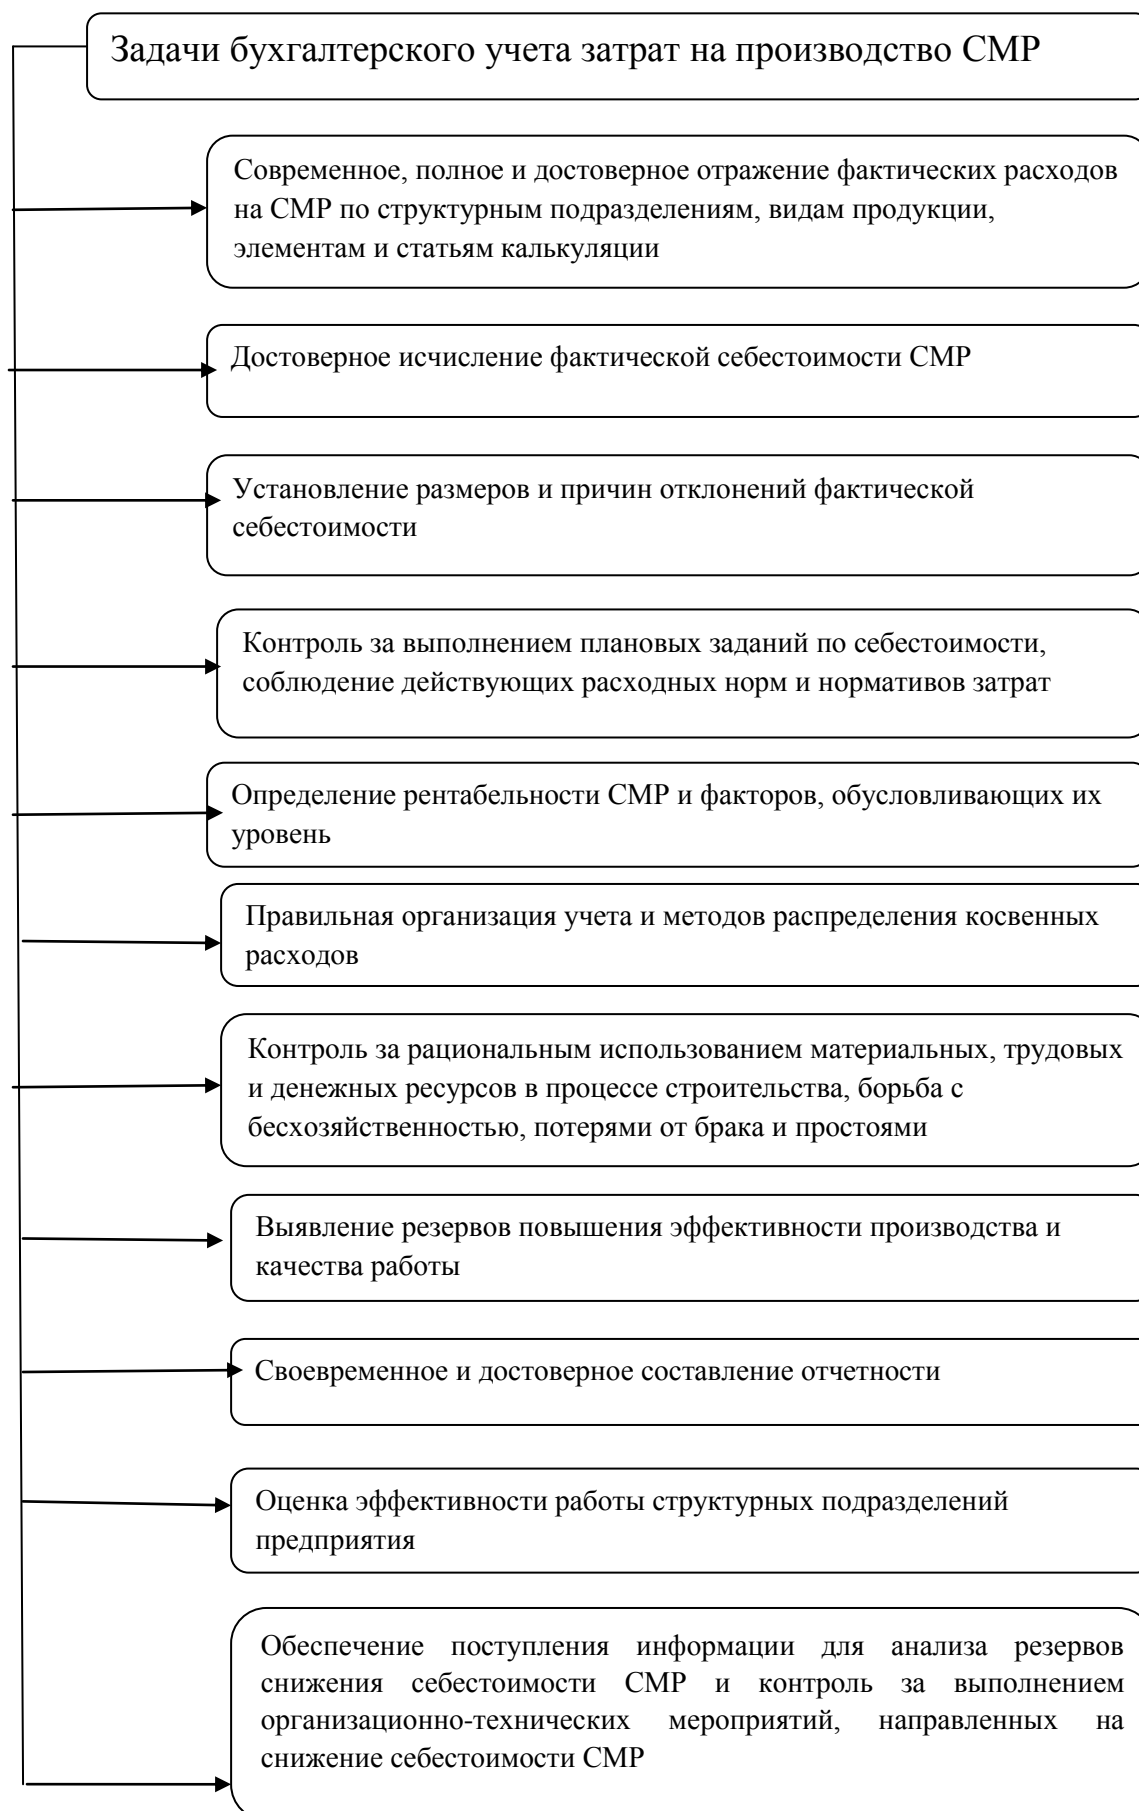 Задачи бухгалтерского учета затрат на производство СМР
Современное, полное и достоверное отражение фактических расходов
на СМР по структурным подразделениям, видам продукции,
элементам и статьям калькуляции
Достоверное исчисление фактической себестоимости СМР
Установление размеров и причин отклонений фактической
себестоимости
Контроль за выполнением плановых заданий по себестоимости,
соблюдение действующих расходных норм и нормативов затрат
Определение рентабельности СМР и факторов, обусловливающих их
уровень
Правильная организация учета и методов распределения косвенных
расходов
Контроль за рациональным использованием материальных, трудовых
и денежных ресурсов в процессе строительства, борьба с
бесхозяйственностью, потерями от брака и простоями
Выявление резервов повышения эффективности производства и
качества работы
Своевременное и достоверное составление отчетности
Оценка эффективности работы структурных подразделений
предприятия
Обеспечение поступления информации для анализа резервов
снижения себестоимости СМР и контроль за выполнением
организационно-технических мероприятий, направленных на
снижение себестоимости СМР